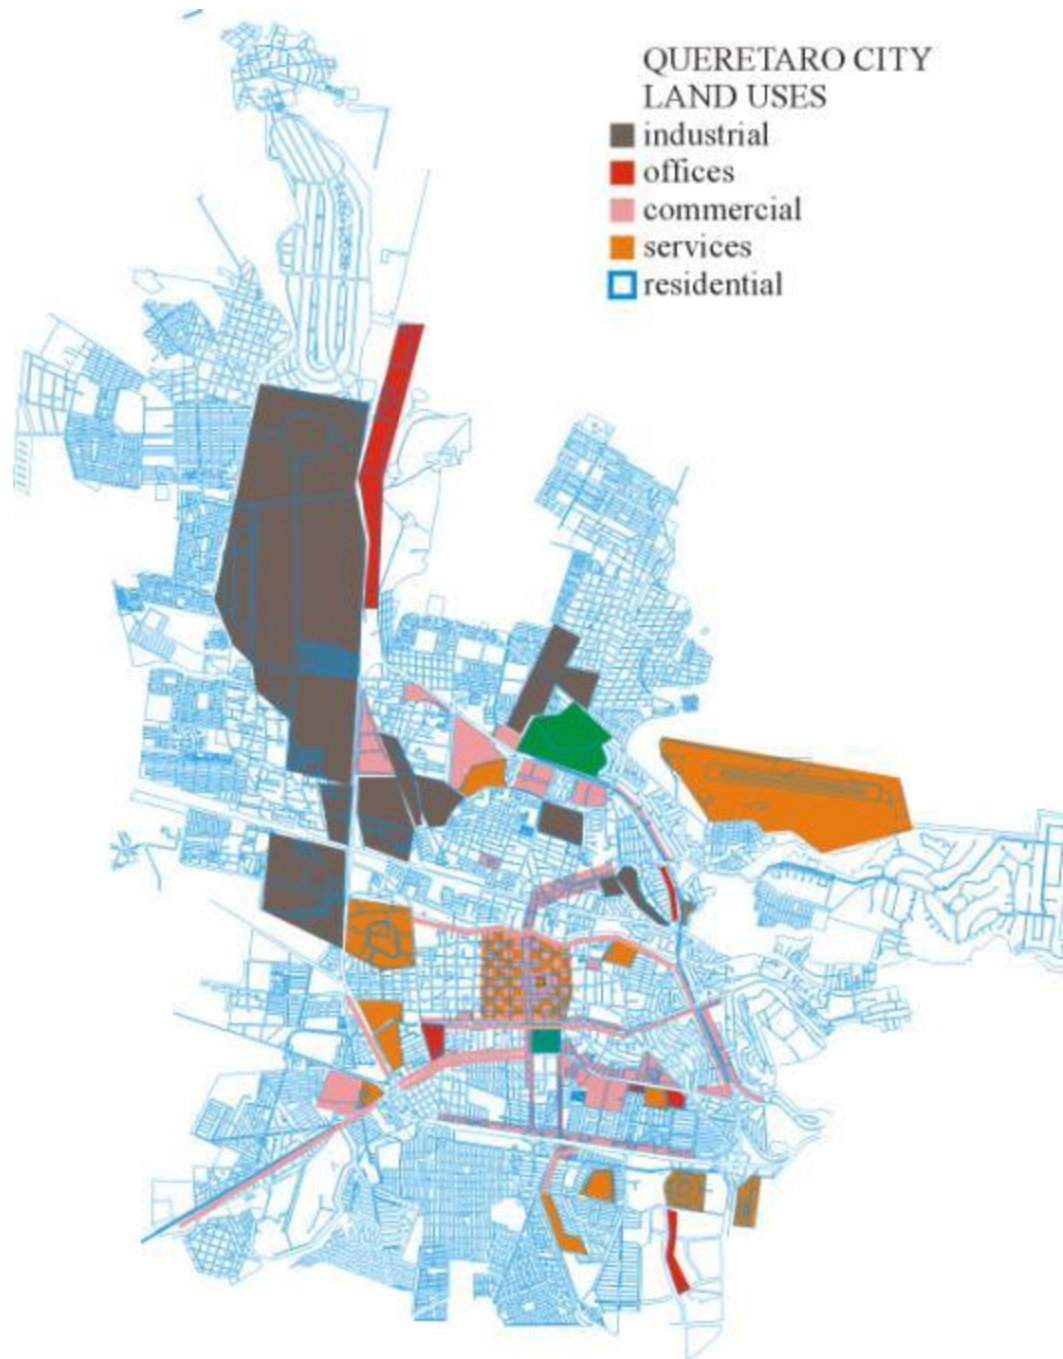 QUERETARO CITY
LAND USES
industrial
offices
commercial
services
residential